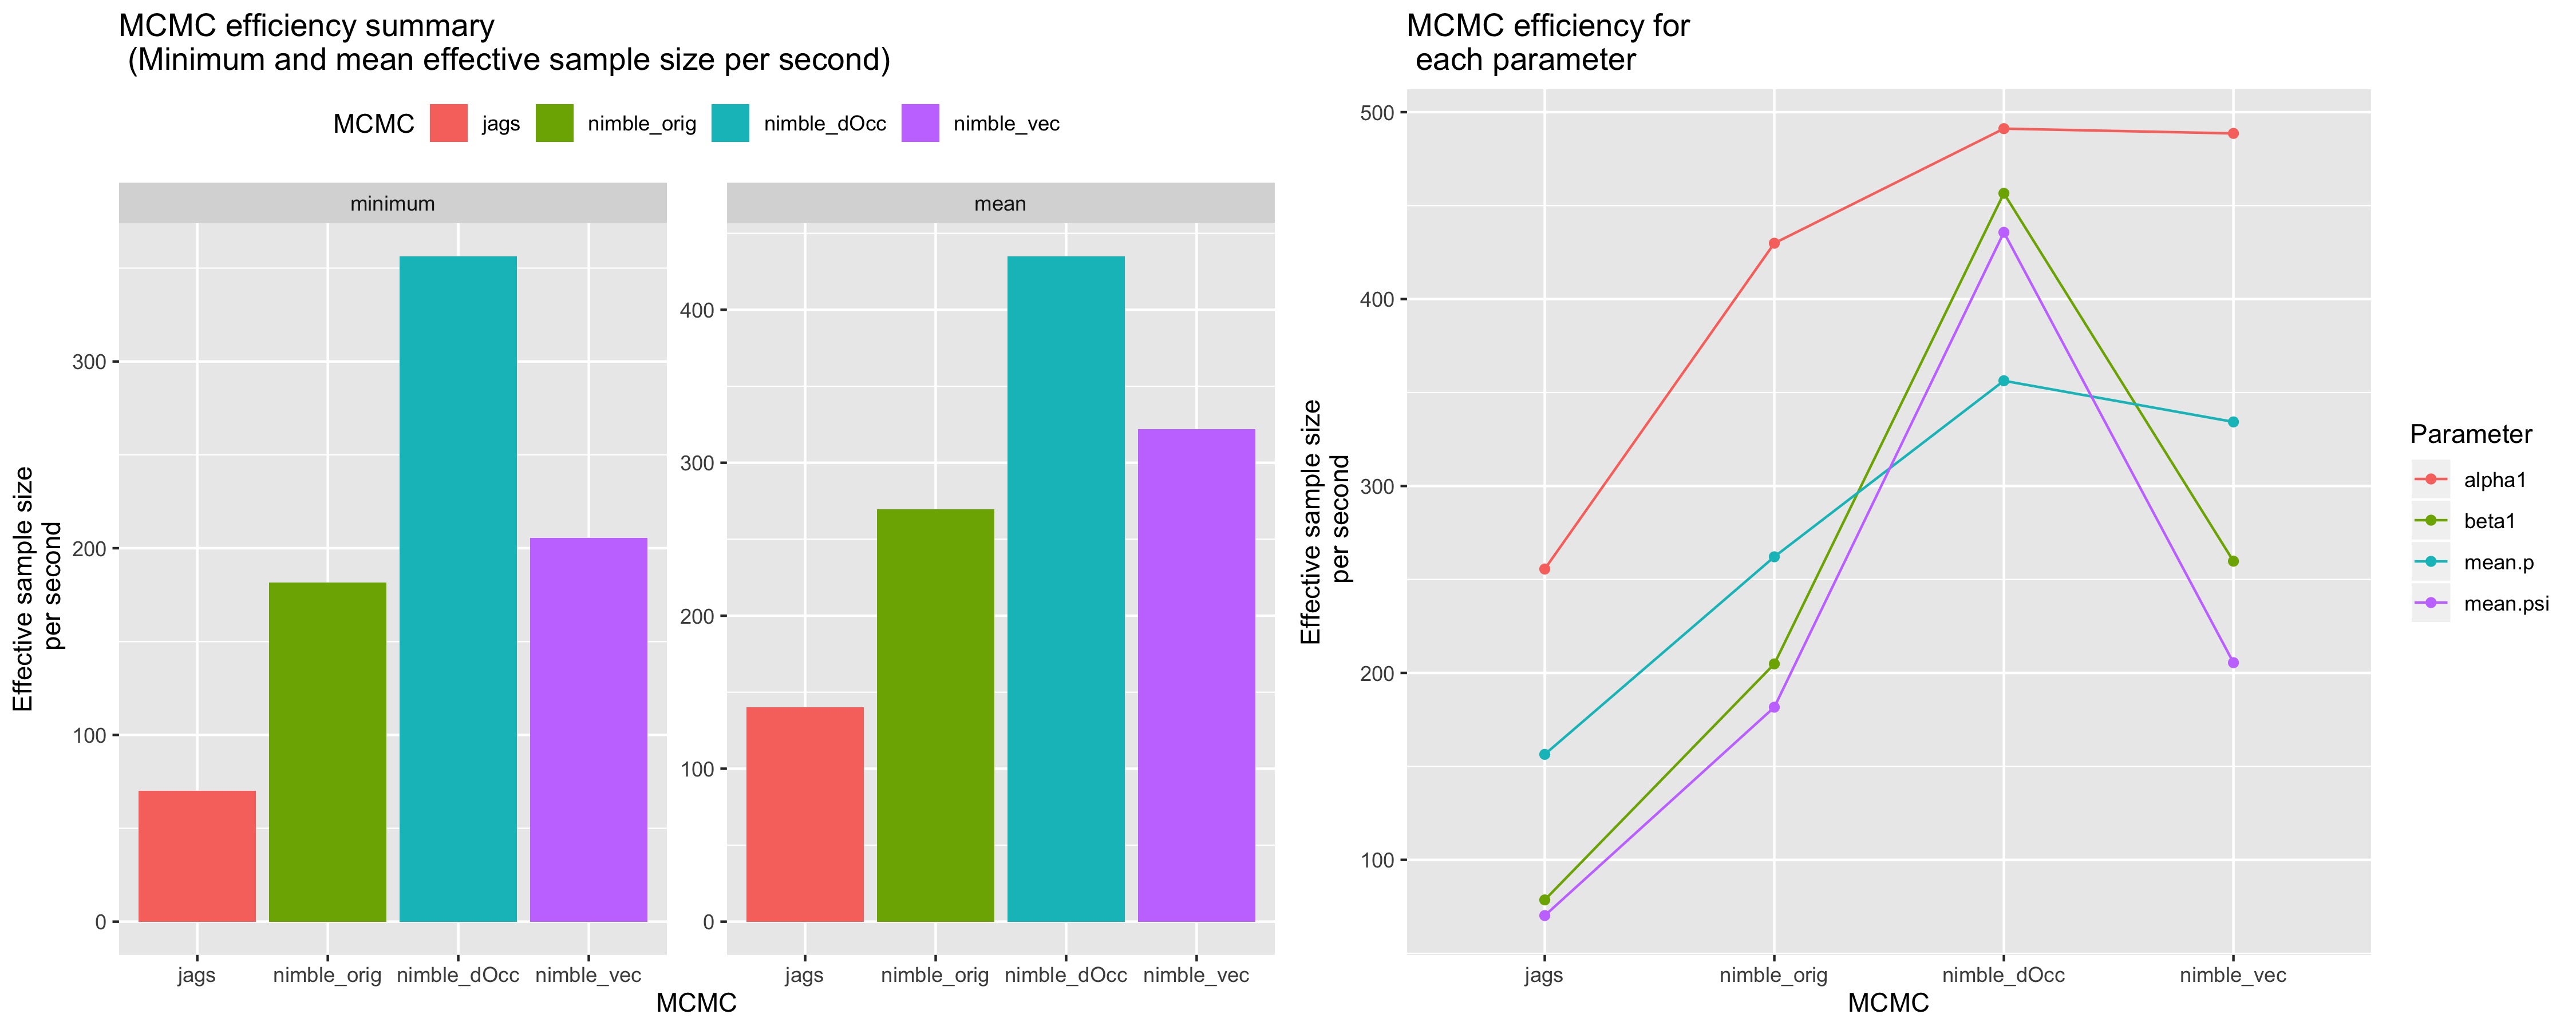 MCMC efficiency summary
(Minimum and mean effective sample size per second)
MCMC jags nimble_orig nimble_dOcc nimble_vec
minimum
mean
Effective sample size
per second
300
200
100
0
400
300
200
100
0
jags nimble_orig nimble_dOcc nimble_vec
jags nimble_orig nimble_dOcc nimble_vec
MCMC
MCMC efficiency for
each parameter
Effective sample size
per second
500
400
300
200
100
jags nimble_orig nimble_dOcc nimble_vec
MCMC
Parameter
alpha1
beta1
mean.p
mean.psi